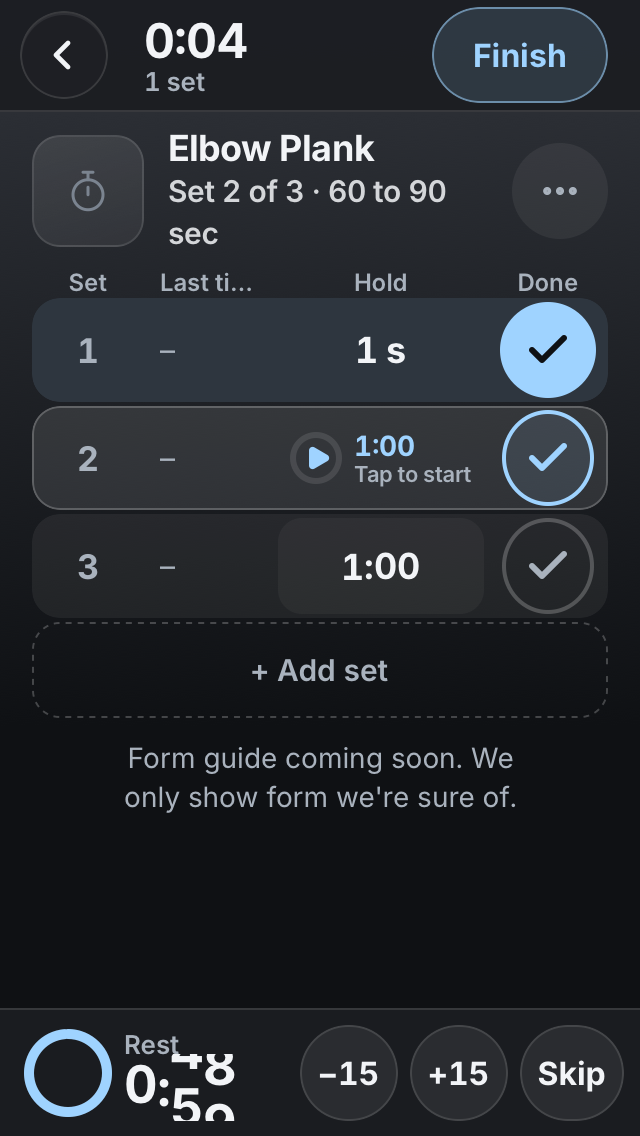 0:04
1 set
Finish
Elbow Plank
Set 2 of 3 · 60 to 90
sec
Set
Last ti...
Hold
Done
1
–
1 s
2
–
1:00
Tap to start
3
–
1:00
+ Add set
Form guide coming soon. We
only show form we're sure of.
Rest
0:
−15
+15
Skip